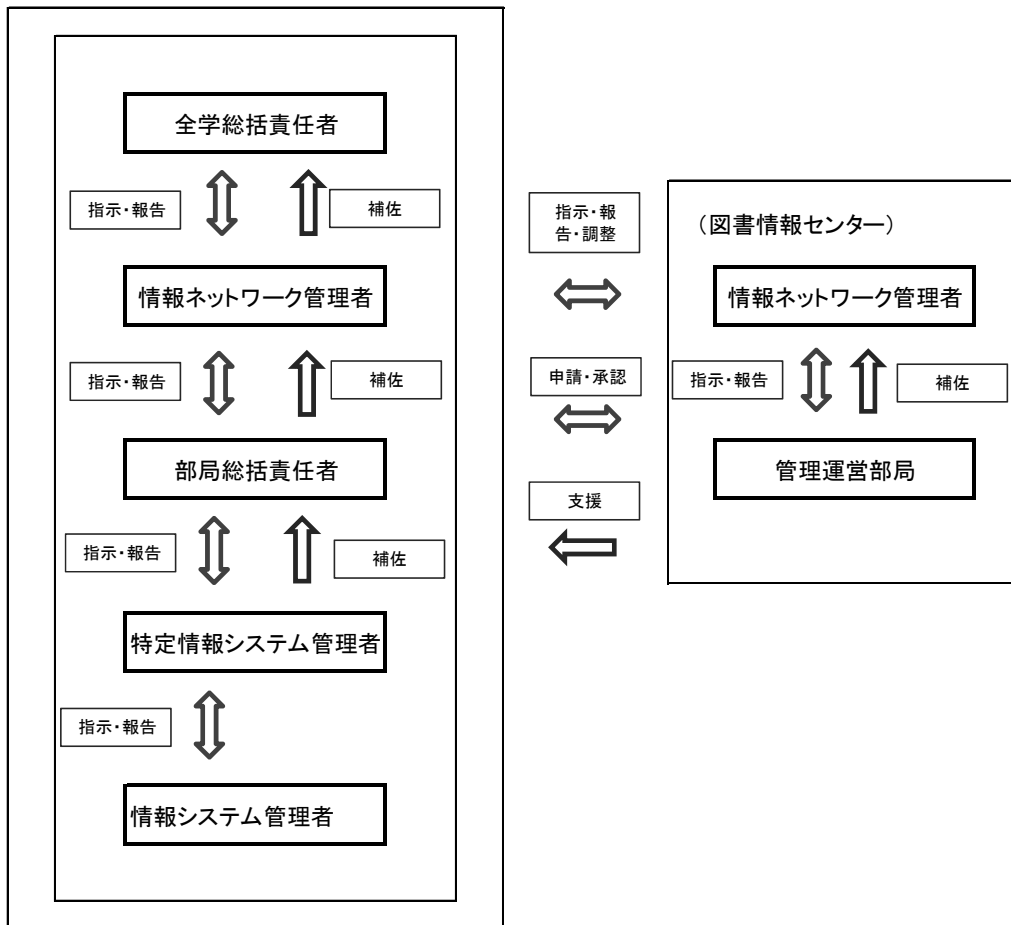 全学総括責任者
指示・報告
補佐
情報ネットワーク管理者
指示・報告
補佐
部局総括責任者
指示・報告
補佐
特定情報システム管理者
指示・報告
情報システム管理者
指示・報
告・調整
申請・承認
支援
（図書情報センター）
情報ネットワーク管理者
指示・報告
補佐
管理運営部局